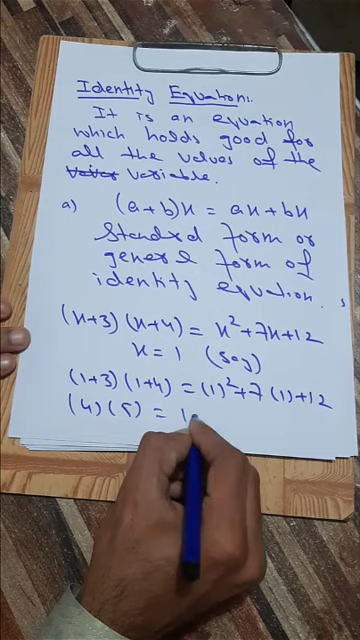 Identity Equation:.
It is an equation
which holds good for
all the values of the
variable.
a) (a+b)x = ax+bx
Standrd form or
generel form of
identity equation.
(x+3)(x+4) = x²+7x+12
x = 1 (say)
(1+3)(1+4) = (1)²+7(1)+12
(4)(5) = 1